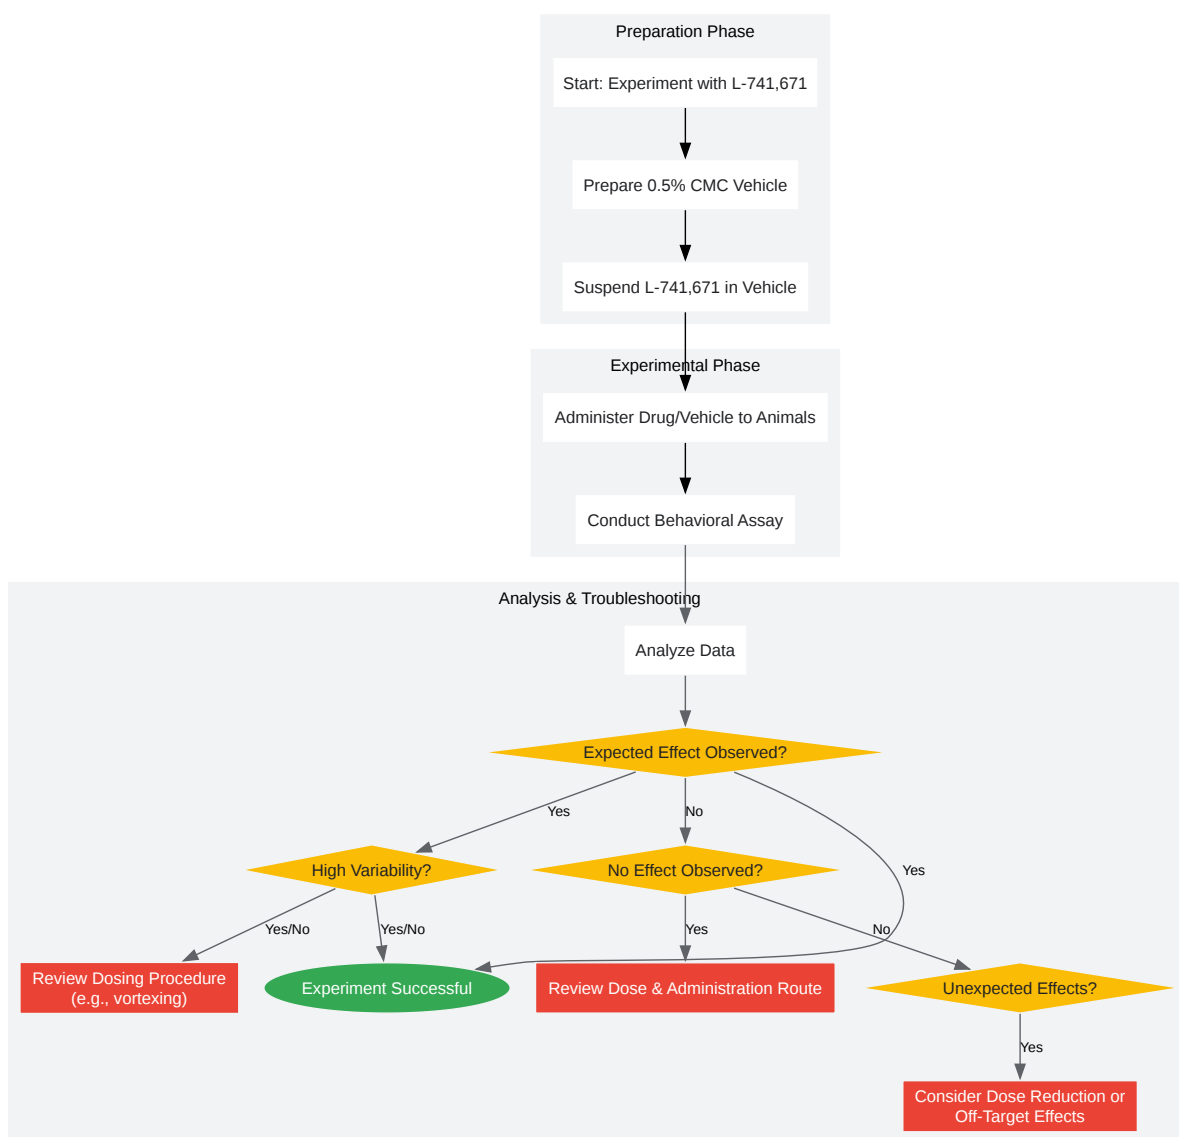 Preparation Phase
Start: Experiment with L-741,671
Prepare 0.5% CMC Vehicle
Suspend L-741,671 in Vehicle
Experimental Phase
Administer Drug/Vehicle to Animals
Conduct Behavioral Assay
Analysis & Troubleshooting
Analyze Data
Expected Effect Observed?
Yes
No
Yes
High Variability?
No Effect Observed?
Yes/No
Yes/No
Yes
No
Review Dosing Procedure
(e.g., vortexing)
Experiment Successful
Review Dose & Administration Route
Unexpected Effects?
Yes
Consider Dose Reduction or
Off-Target Effects